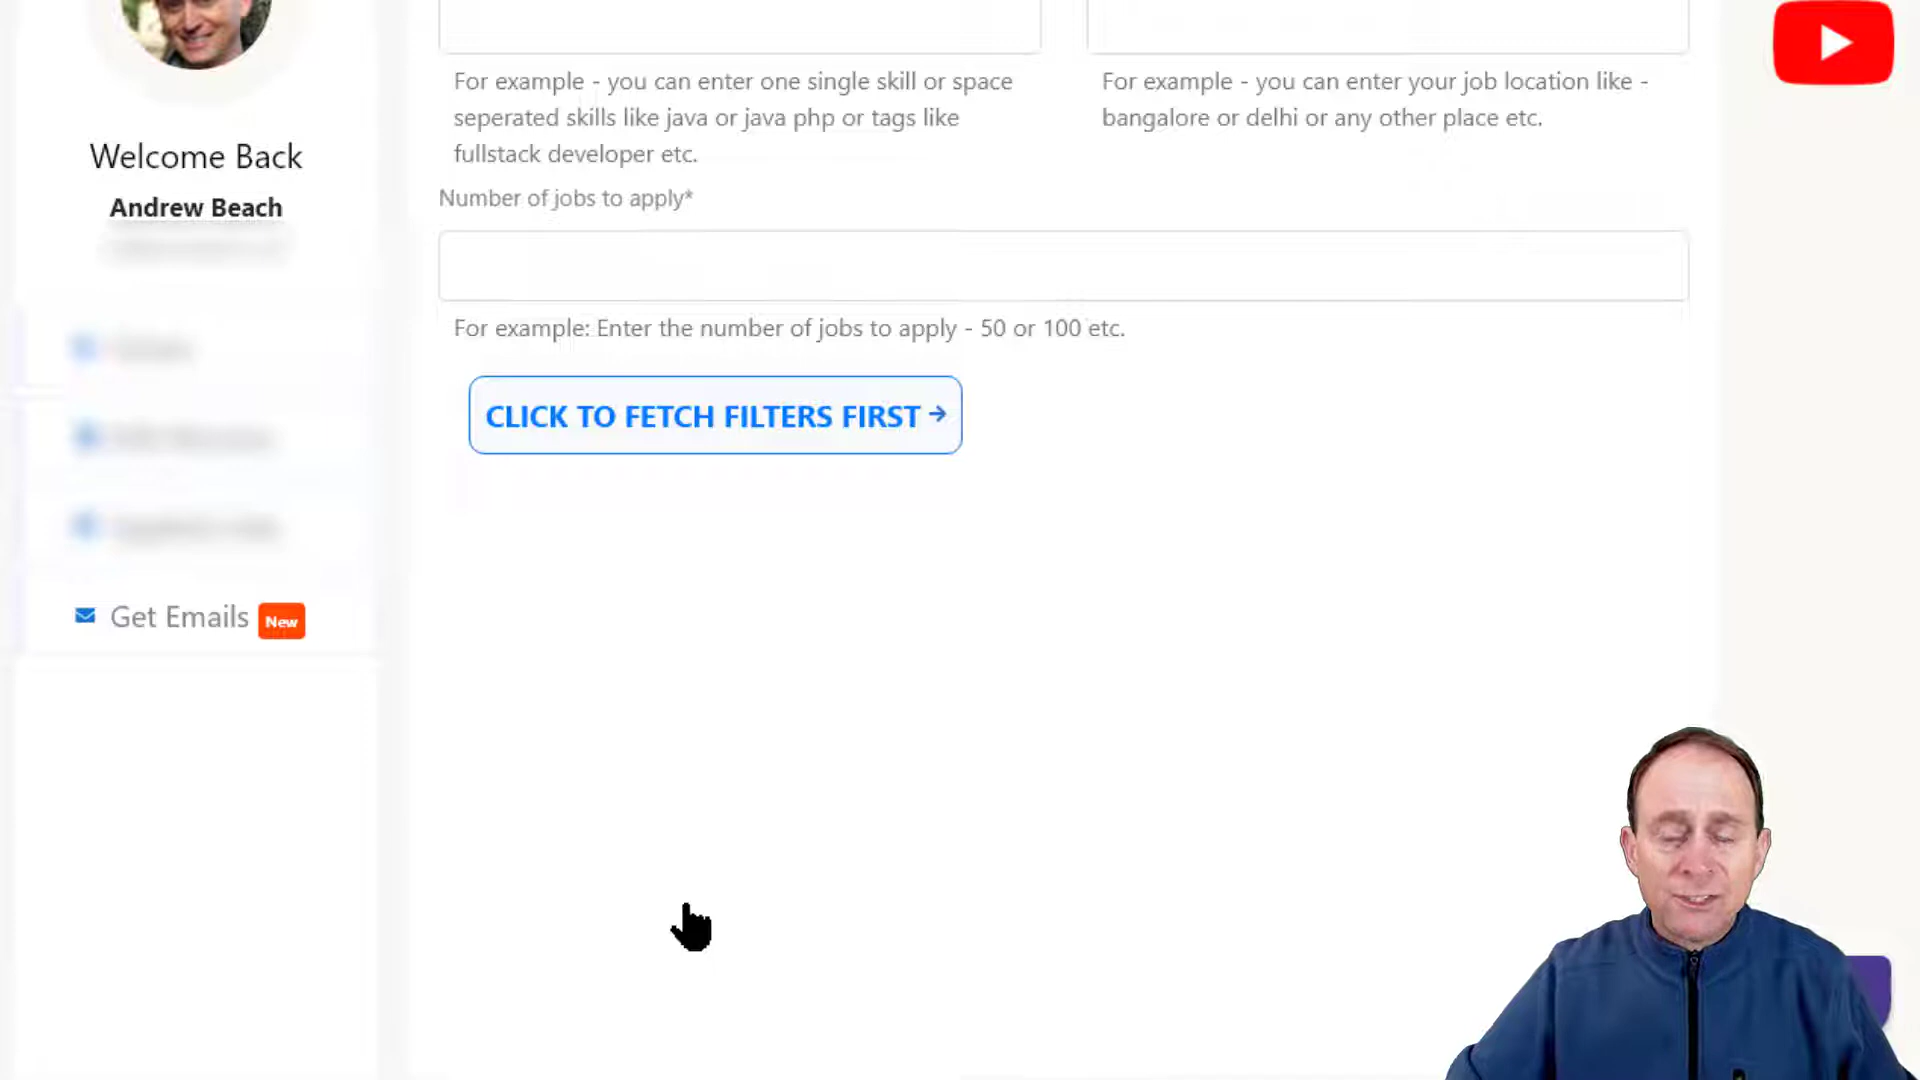 Welcome Back
Andrew Beach
Get Emails New
For example - you can enter one single skill or space
seperated skills like java or java php or tags like
fullstack developer etc.
For example - you can enter your job location like -
bangalore or delhi or any other place etc.
Number of jobs to apply*
For example: Enter the number of jobs to apply - 50 or 100 etc.
CLICK TO FETCH FILTERS FIRST →